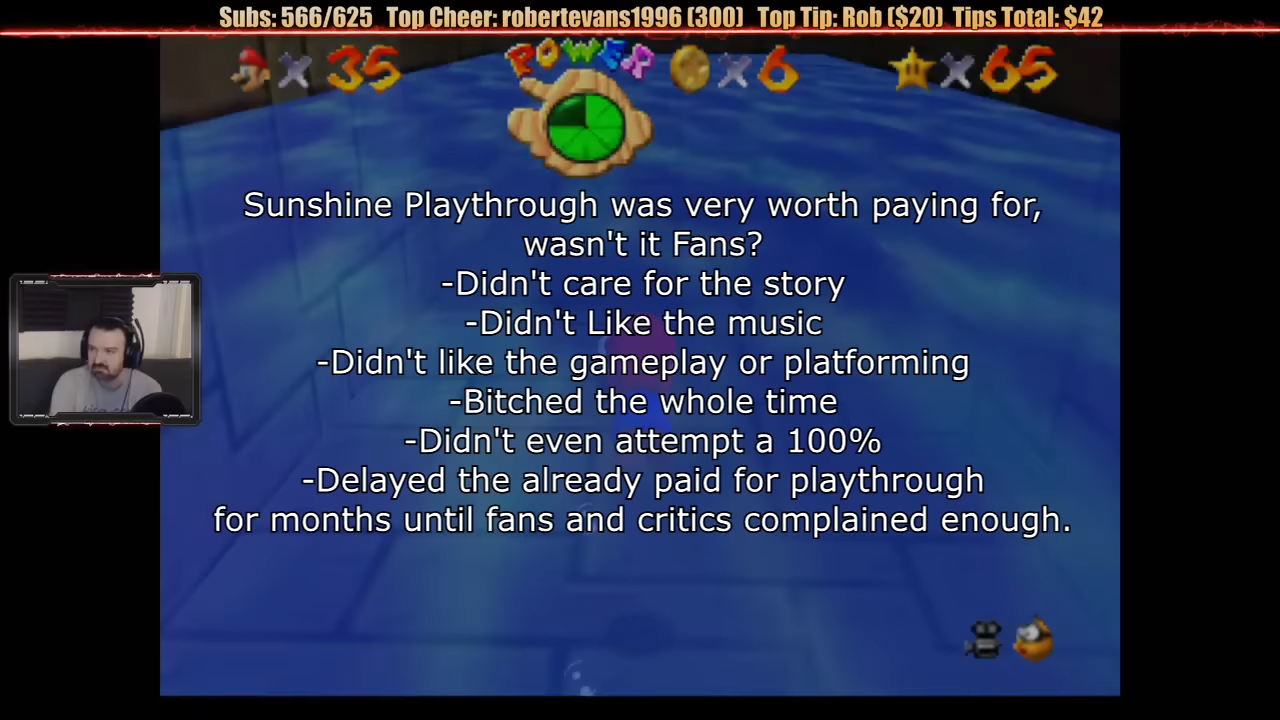 Subs: 566/625 Top Cheer: robertevans1996 (300) Top Tip: Rob ($20) Tips Total: $42
35 POWER 6 65
Sunshine Playthrough was very worth paying for,
wasn't it Fans?
-Didn't care for the story
-Didn't Like the music
-Didn't like the gameplay or platforming
-Bitched the whole time
-Didn't even attempt a 100%
-Delayed the already paid for playthrough
for months until fans and critics complained enough.